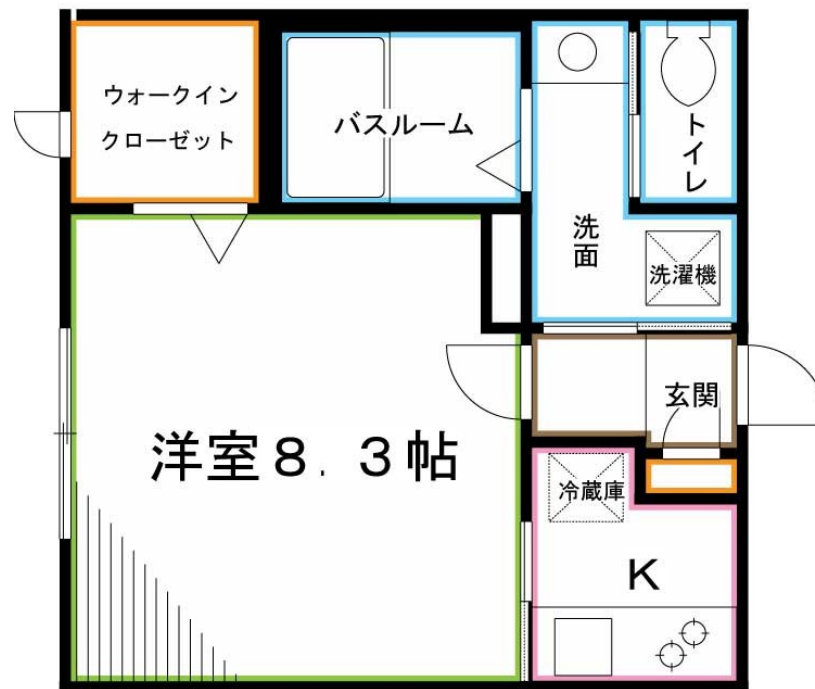 ウォークイン
クローゼット
バスルーム
トイレ
洗面
洗濯機
玄関
洋室8.3帖
冷蔵庫
K